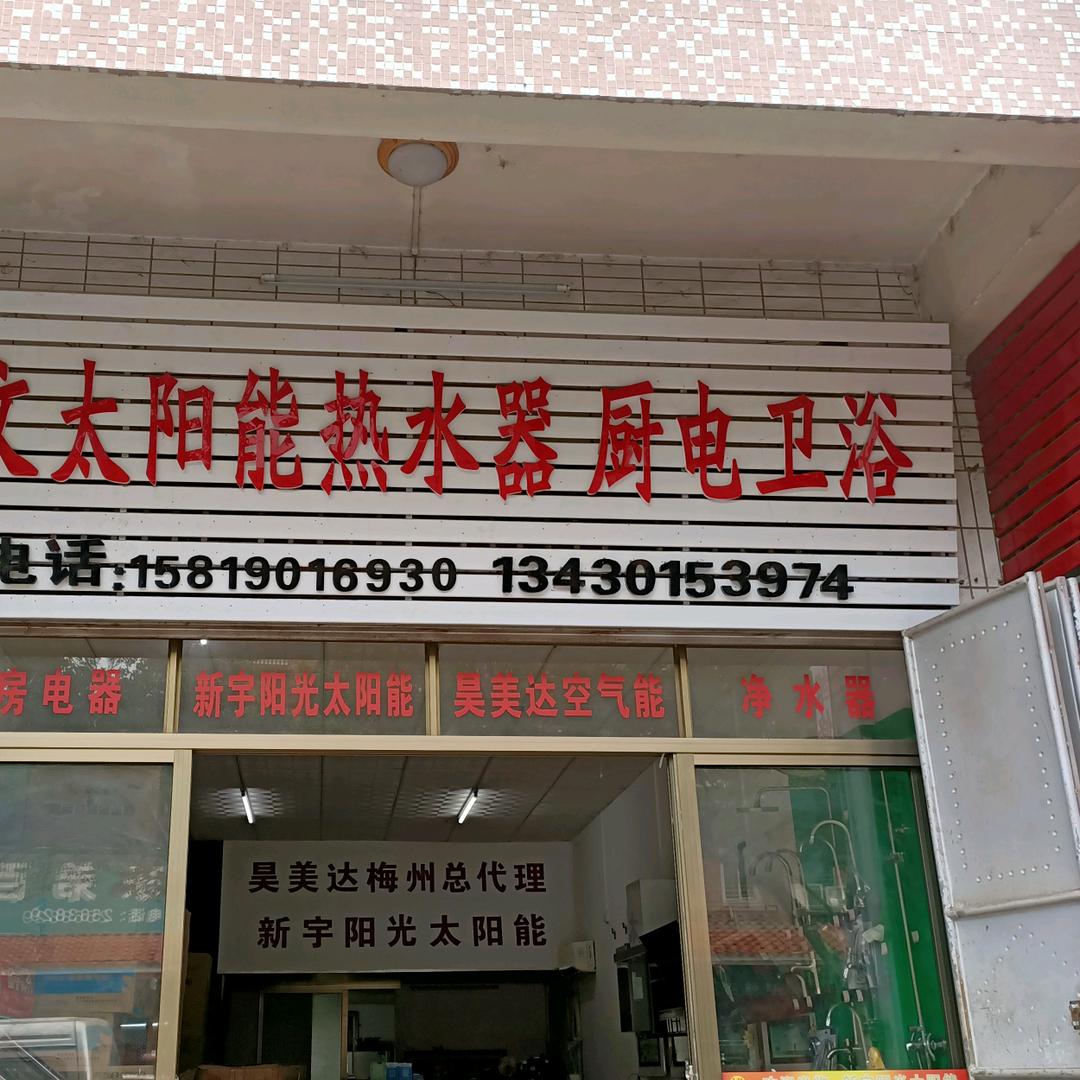 太阳能热水器 厨电卫浴
电话:15819016930 13430153974
房电器 新宇阳光太阳能 昊美达空气能 净水器
昊美达梅州总代理
新宇阳光太阳能